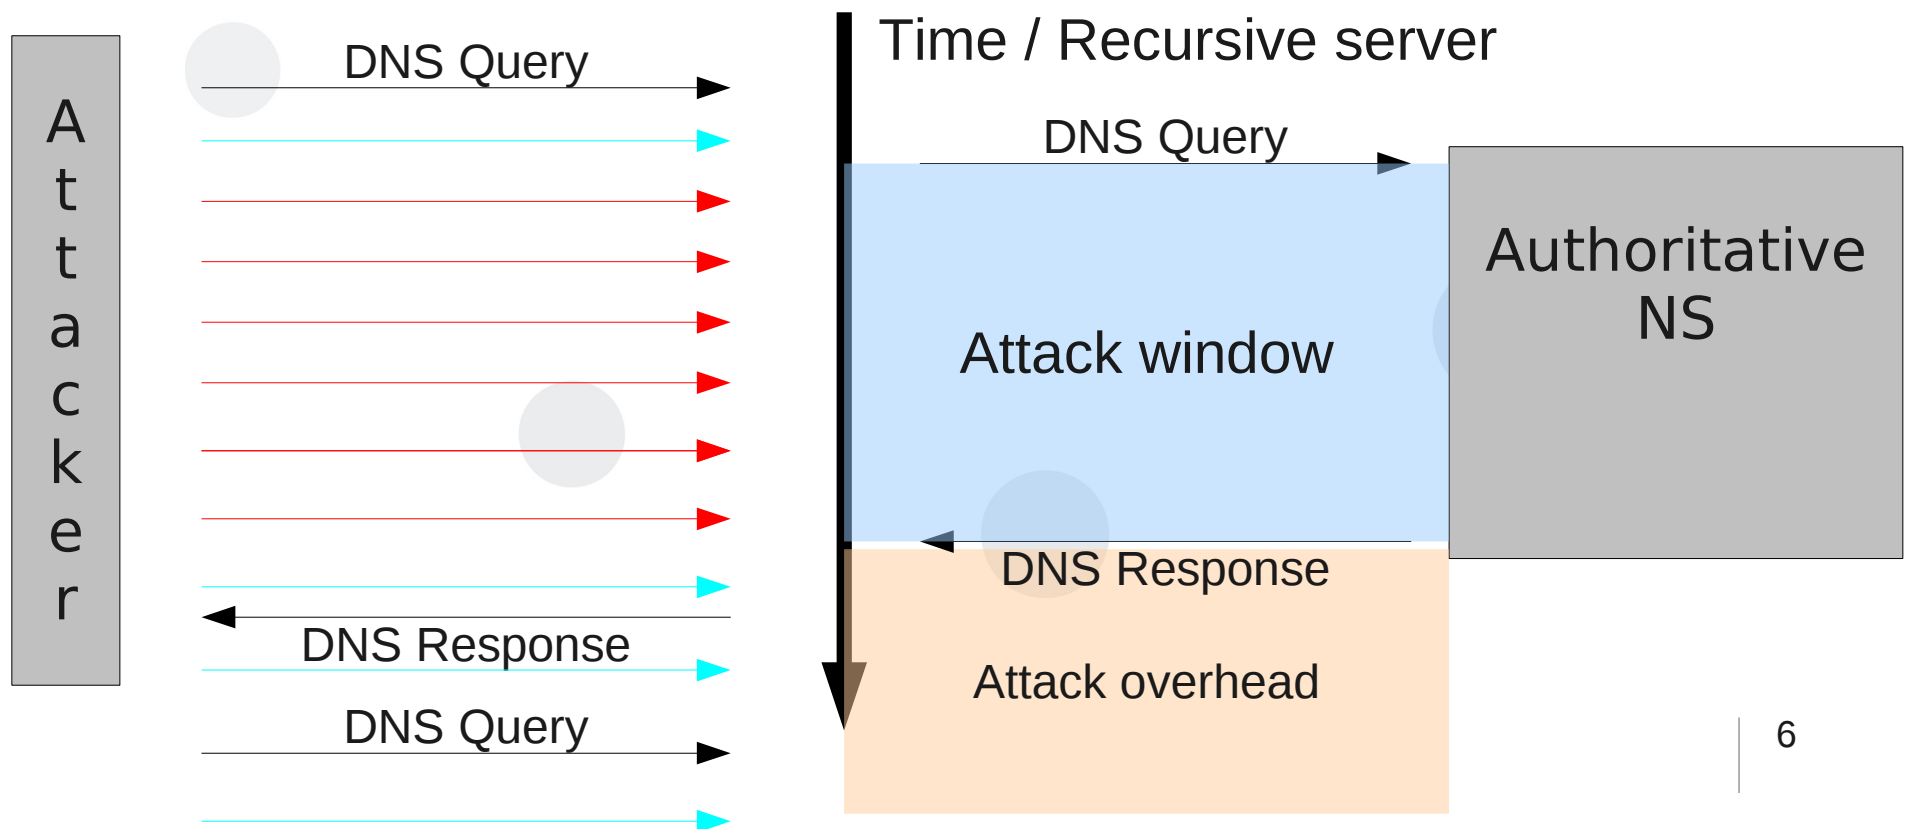 Time / Recursive server
DNS Query
DNS Query
Attacker
Authoritative
NS
Attack window
DNS Response
DNS Response
Attack overhead
DNS Query
6